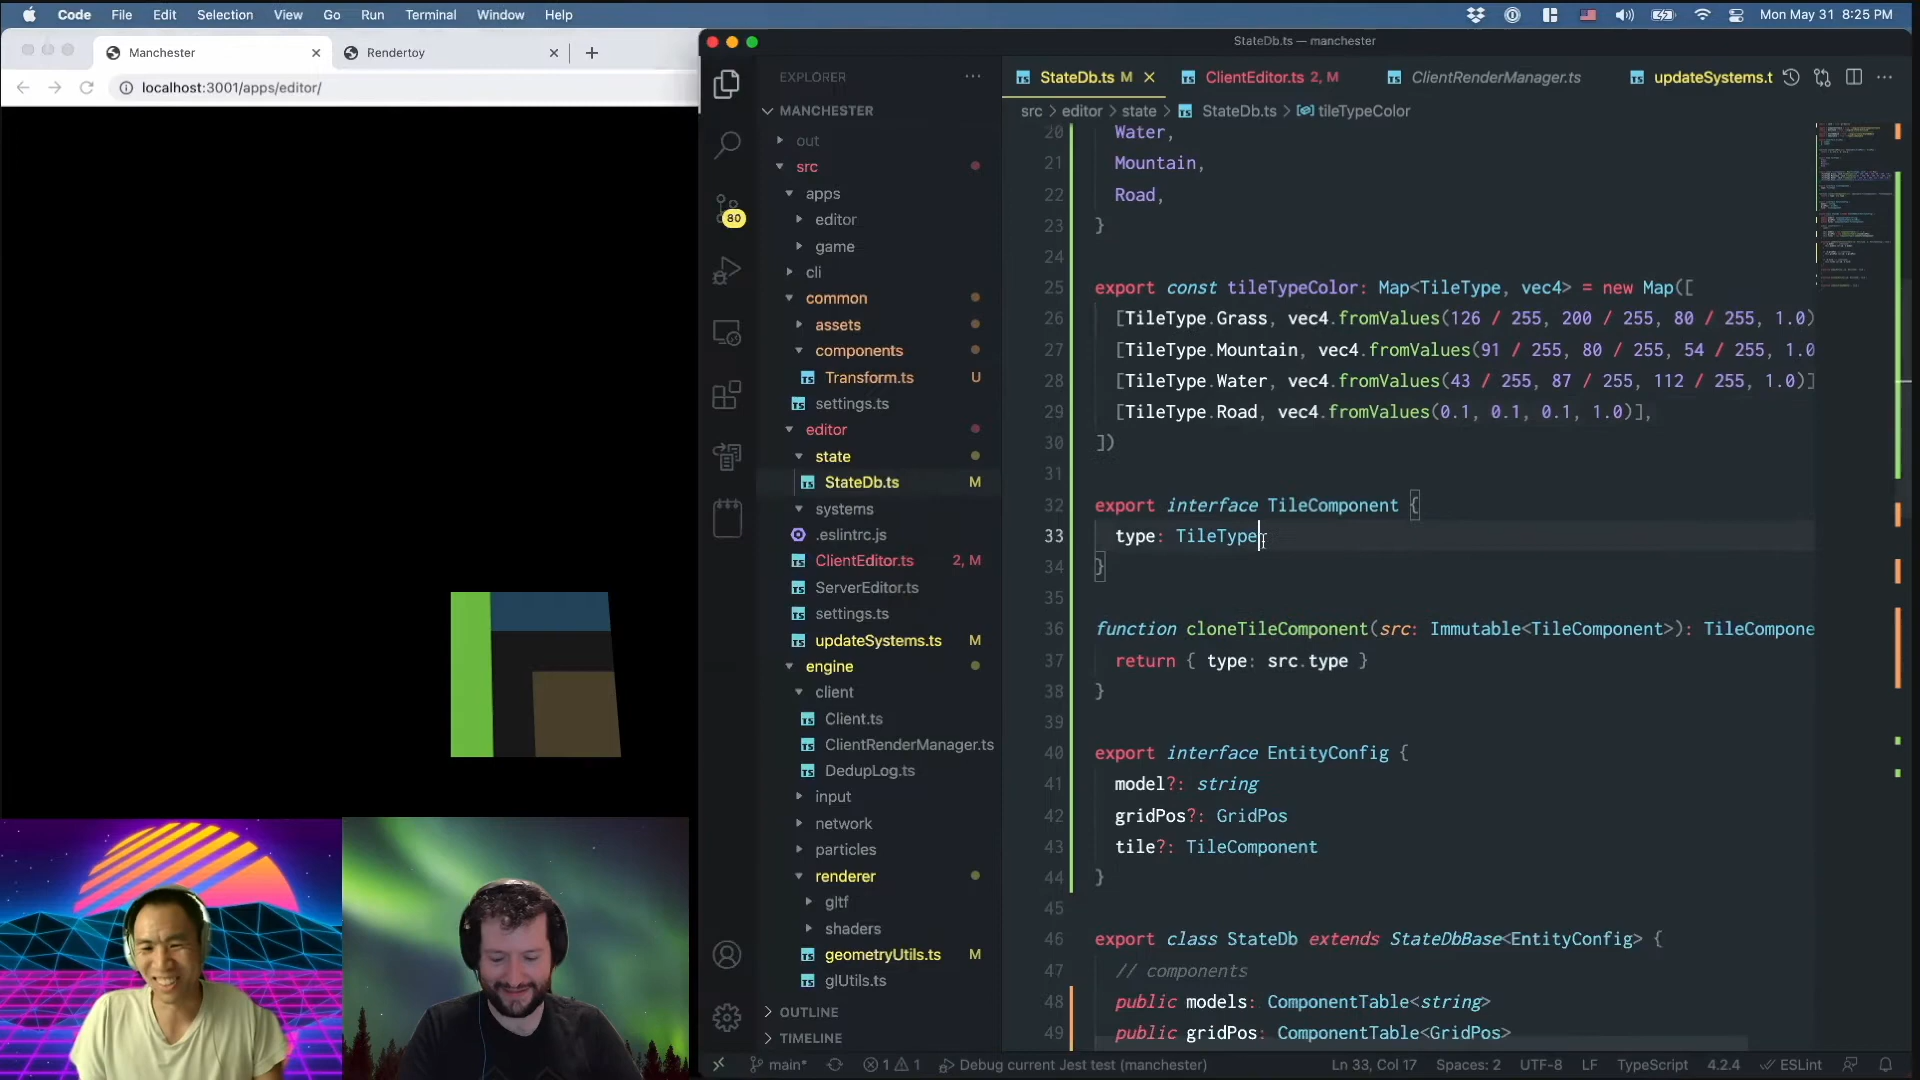 Code File Edit Selection View Go Run Terminal Window Help
Mon May 31 8:25 PM
Manchester
Rendertoy
localhost:3001/apps/editor/
StateDb.ts — manchester
EXPLORER
MANCHESTER
out
src
apps
editor
game
cli
common
assets
components
Transform.ts U
settings.ts
editor
state
StateDb.ts M
systems
.eslintrc.js
ClientEditor.ts 2, M
ServerEditor.ts
settings.ts
updateSystems.ts M
engine
client
Client.ts
ClientRenderManager.ts
DedupLog.ts
input
network
particles
renderer
gltf
shaders
geometryUtils.ts M
glUtils.ts
OUTLINE
TIMELINE
80
StateDb.ts M
ClientEditor.ts 2, M
ClientRenderManager.ts
updateSystems.t
src > editor > state > StateDb.ts > tileTypeColor
20 Water,
21 Mountain,
22 Road,
23 }
24
25 export const tileTypeColor: Map<TileType, vec4> = new Map([
26 [TileType.Grass, vec4.fromValues(126 / 255, 200 / 255, 80 / 255, 1.0)
27 [TileType.Mountain, vec4.fromValues(91 / 255, 80 / 255, 54 / 255, 1.0
28 [TileType.Water, vec4.fromValues(43 / 255, 87 / 255, 112 / 255, 1.0)]
29 [TileType.Road, vec4.fromValues(0.1, 0.1, 0.1, 1.0)],
30 ])
31
32 export interface TileComponent {
33 type: TileType
34 }
35
36 function cloneTileComponent(src: Immutable<TileComponent>): TileCompone
37 return { type: src.type }
38 }
39
40 export interface EntityConfig {
41 model?: string
42 gridPos?: GridPos
43 tile?: TileComponent
44 }
45
46 export class StateDb extends StateDbBase<EntityConfig> {
47 // components
48 public models: ComponentTable<string>
49 public gridPos: ComponentTable<GridPos>
main* 1 1 Debug current Jest test (manchester) Ln 33, Col 17 Spaces: 2 UTF-8 LF TypeScript 4.2.4 ESLint